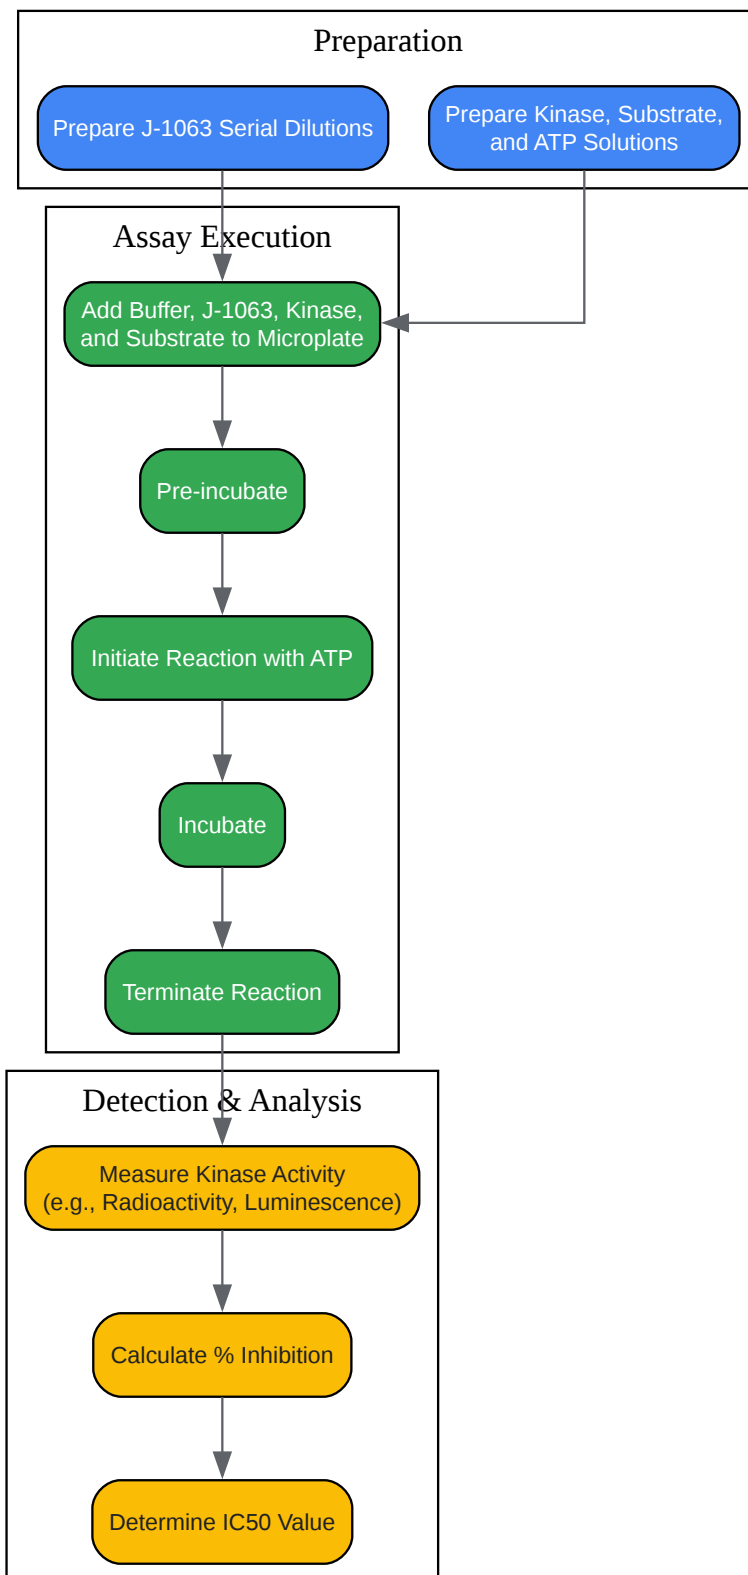 Preparation
Prepare J-1063 Serial Dilutions
Prepare Kinase, Substrate,
and ATP Solutions
Assay Execution
Add Buffer, J-1063, Kinase,
and Substrate to Microplate
Pre-incubate
Initiate Reaction with ATP
Incubate
Terminate Reaction
Detection & Analysis
Measure Kinase Activity
(e.g., Radioactivity, Luminescence)
Calculate % Inhibition
Determine IC50 Value